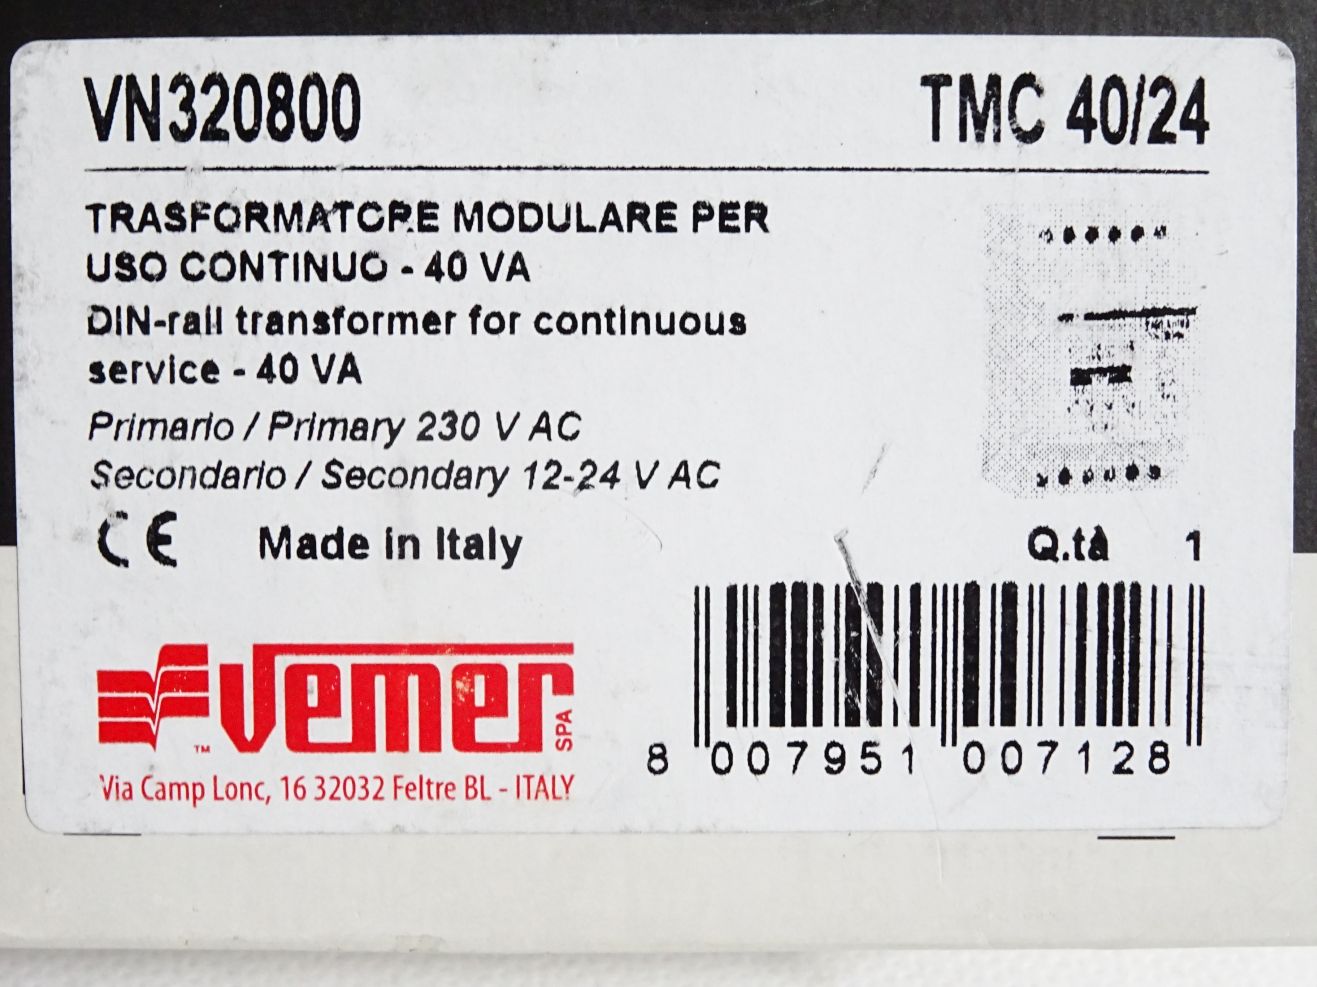 VN320800 TMC 40/24
TRASFORMATORE MODULARE PER
USO CONTINUO - 40 VA
DIN-rail transformer for continuous
service - 40 VA
Primario / Primary 230 V AC
Secondario / Secondary 12-24 V AC
CE Made in Italy Q.tà 1
vemer SPA
™
Via Camp Lonc, 16 32032 Feltre BL - ITALY
8 007951 007128